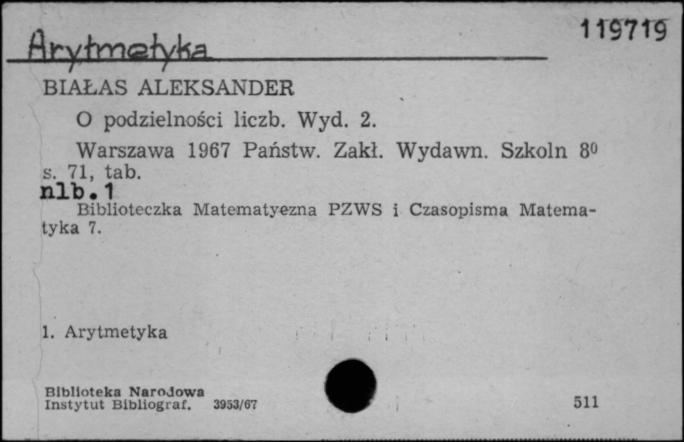 119719
Arytmetyka
BIAŁAS ALEKSANDER
O podzielności liczb. Wyd. 2.
Warszawa 1967 Państw. Zakł. Wydawn. Szkoln 8⁰
s. 71, tab.
nlb. 1
Biblioteczka Matematyczna PZWS i Czasopisma Matema-
tyka 7.
1. Arytmetyka
Biblioteka Narodowa
Instytut Bibliograf. 3953/67
511